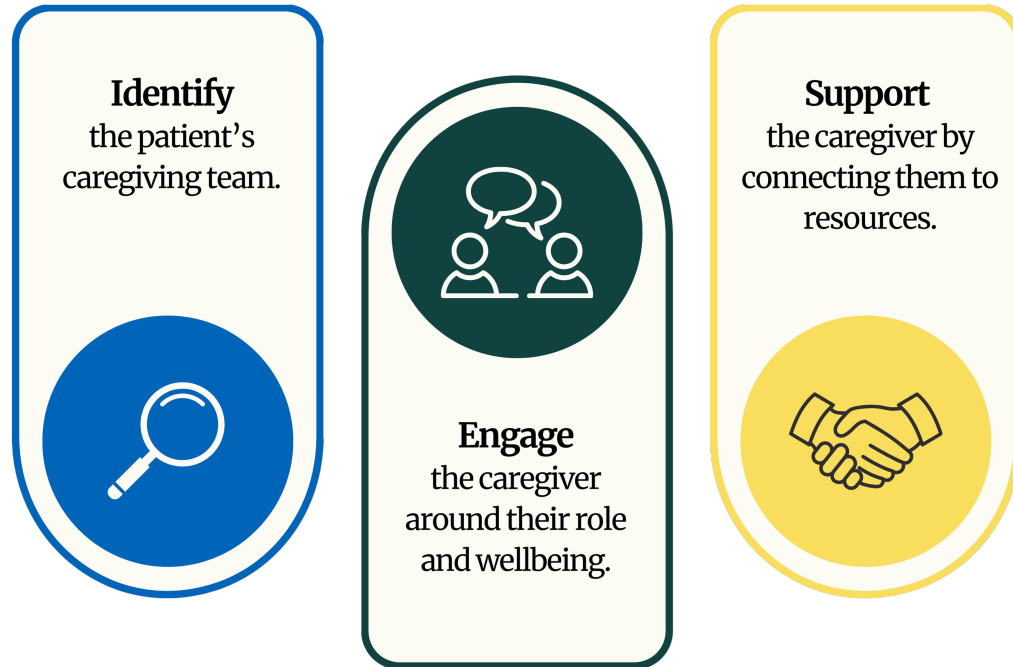 Identify
the patient’s
caregiving team.
Engage
the caregiver
around their role
and wellbeing.
Support
the caregiver by
connecting them to
resources.